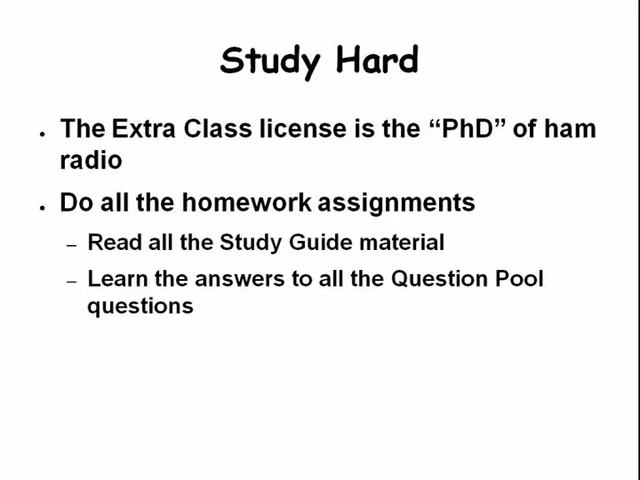 Study Hard
• The Extra Class license is the “PhD” of ham
radio
• Do all the homework assignments
– Read all the Study Guide material
– Learn the answers to all the Question Pool
questions